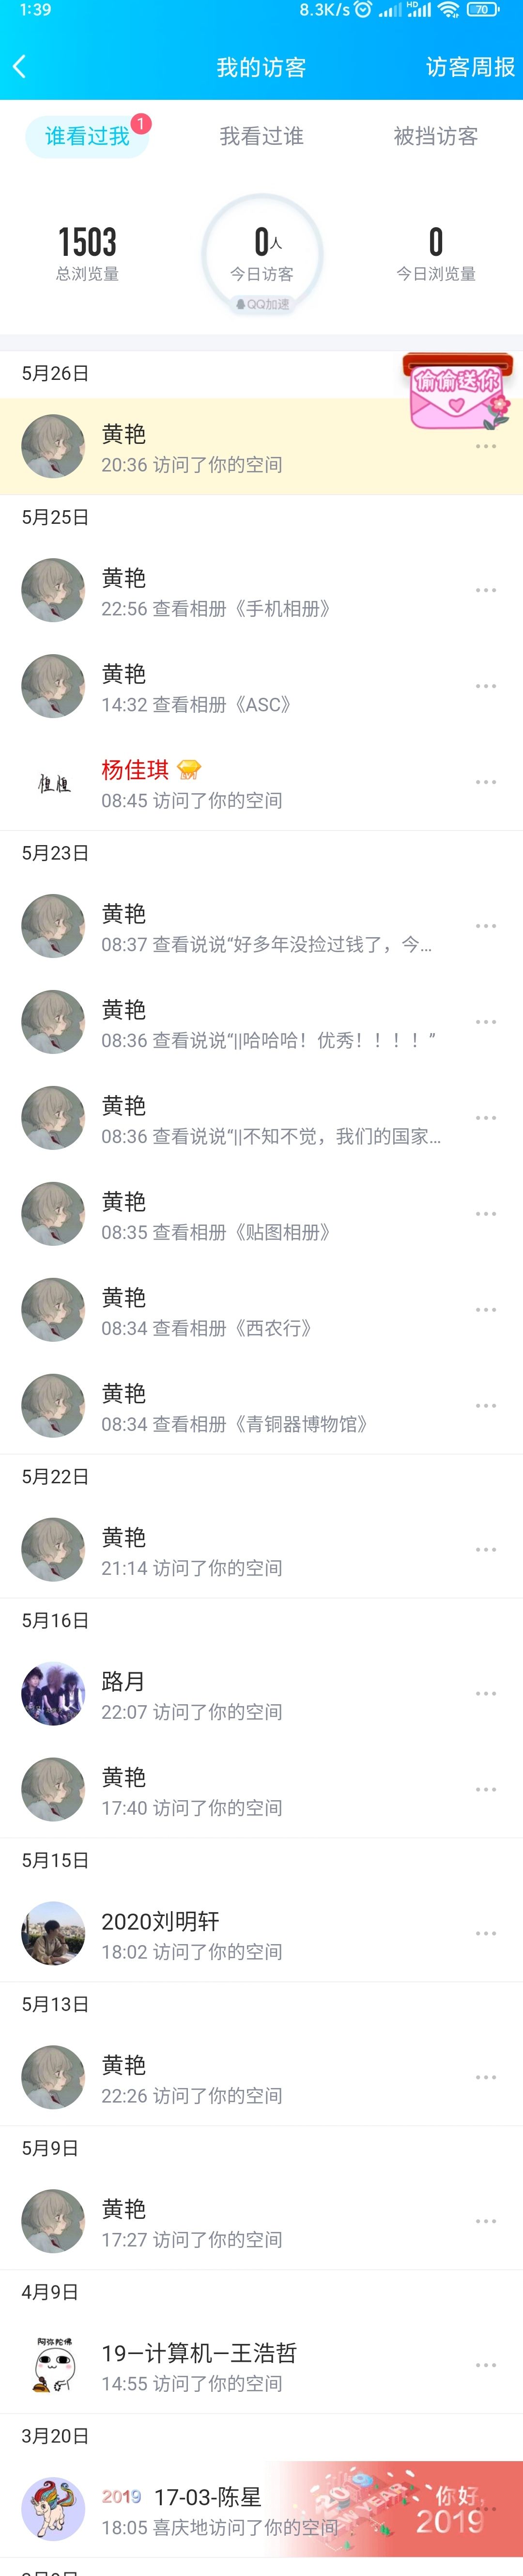 1:39
8.3K/s HD 70
我的访客
访客周报
谁看过我 1
我看过谁
被挡访客
1503
总浏览量
0人
今日访客
QQ加速
0
今日浏览量
5月26日
偷偷送你
黄艳
20:36 访问了你的空间
5月25日
黄艳
22:56 查看相册《手机相册》
黄艳
14:32 查看相册《ASC》
杨佳琪
08:45 访问了你的空间
5月23日
黄艳
08:37 查看说说“好多年没捡过钱了，今...
黄艳
08:36 查看说说“||哈哈哈！优秀！！！！”
黄艳
08:36 查看说说“||不知不觉，我们的国家...
黄艳
08:35 查看相册《贴图相册》
黄艳
08:34 查看相册《西农行》
黄艳
08:34 查看相册《青铜器博物馆》
5月22日
黄艳
21:14 访问了你的空间
5月16日
路月
22:07 访问了你的空间
黄艳
17:40 访问了你的空间
5月15日
2020刘明轩
18:02 访问了你的空间
5月13日
黄艳
22:26 访问了你的空间
5月9日
黄艳
17:27 访问了你的空间
4月9日
阿弥陀佛
19—计算机—王浩哲
14:55 访问了你的空间
3月20日
2019 17-03-陈星
18:05 喜庆地访问了你的空间
你好,
2019